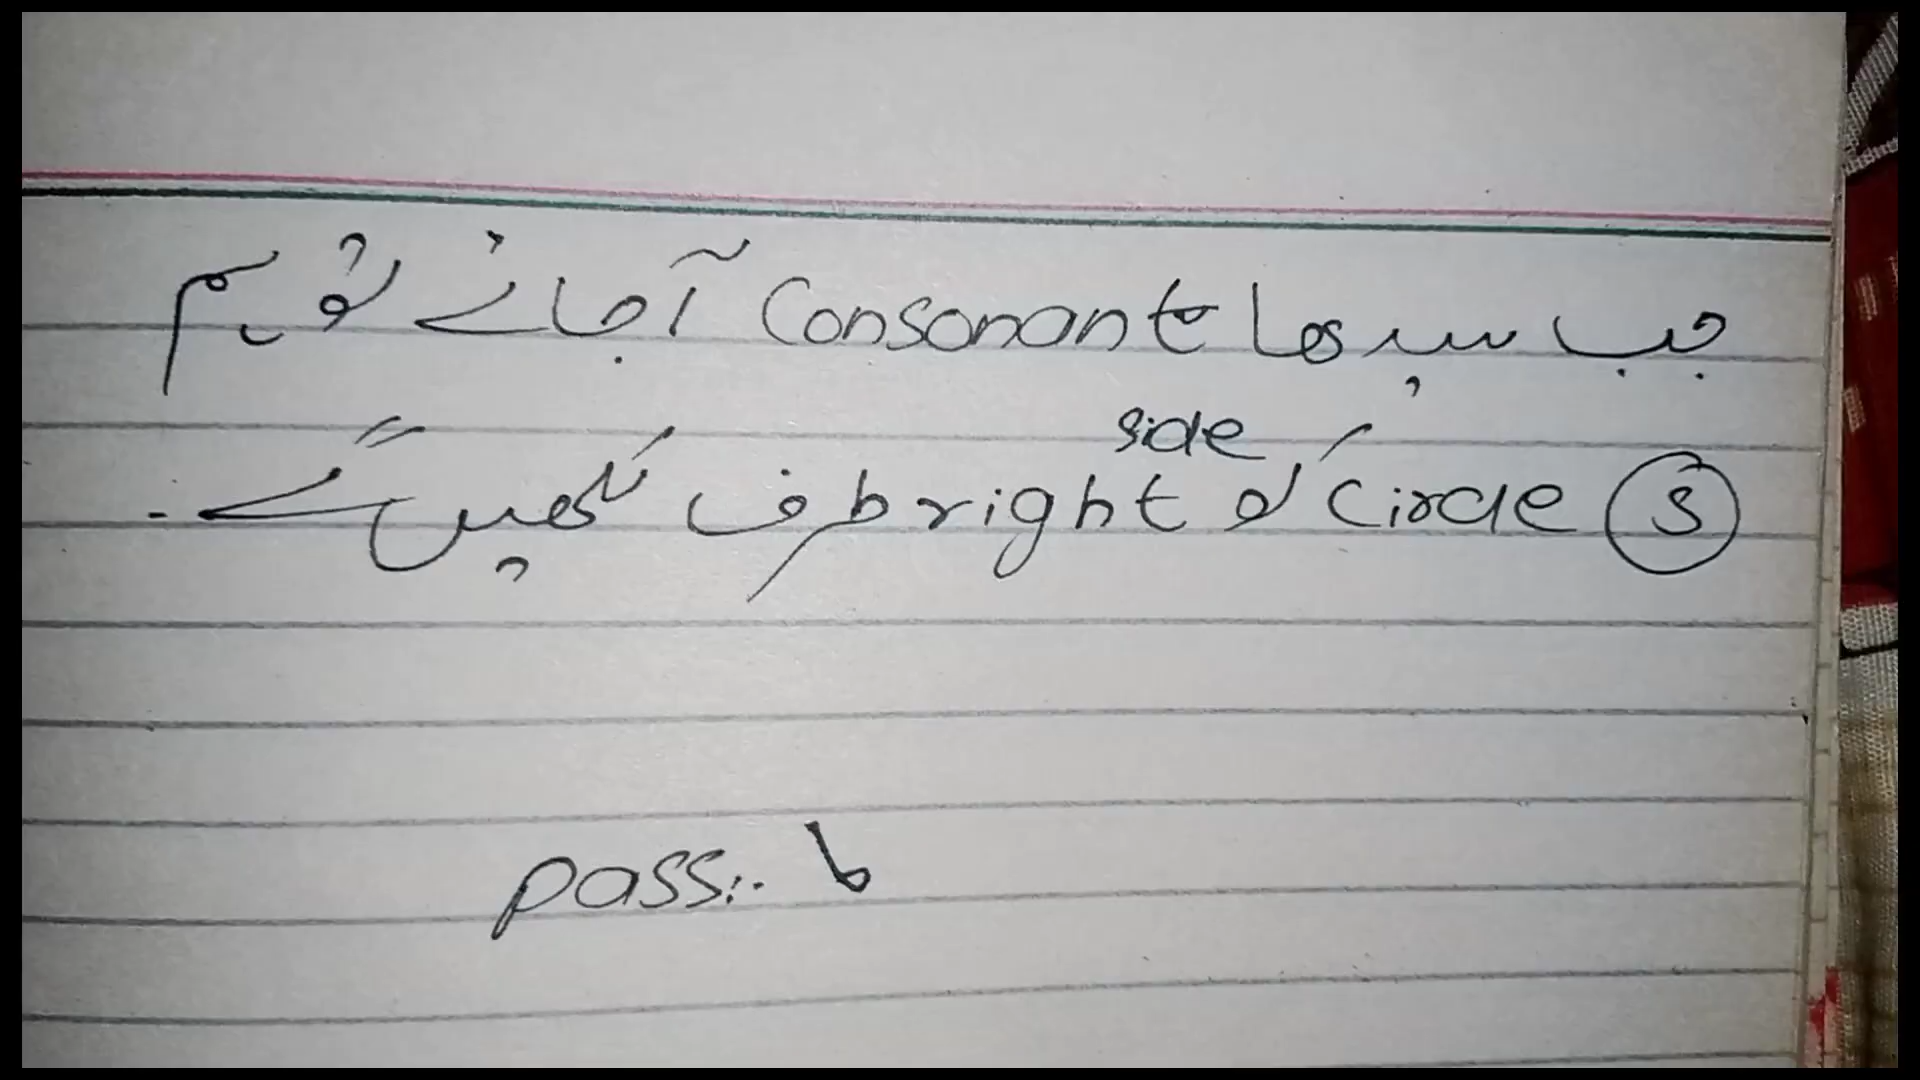 جب سیدھا Consonant آجائے تو ہم
S Circle کو right side طرف لکھیں گے۔
pass:-